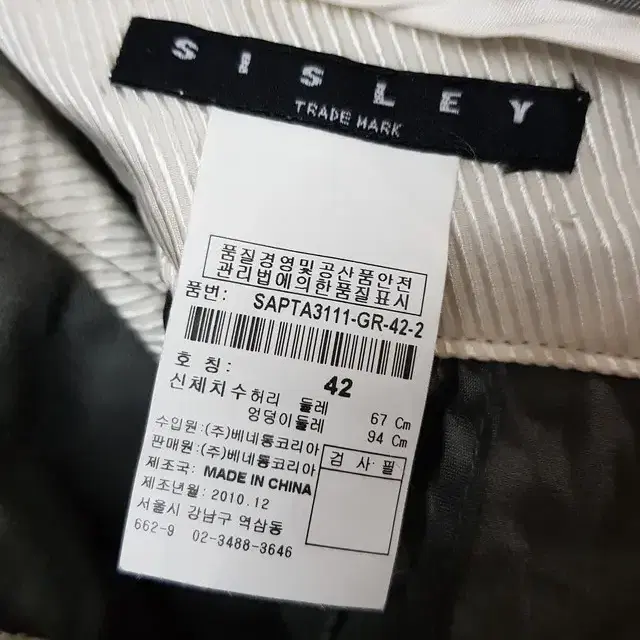 SISLEY
TRADE MARK
품질경영및공산품안전
관리법에의한품질표시
품번: SAPTA3111-GR-42-2
호 칭: 42
신체치수 허리 둘레 67 Cm
엉덩이둘레 94 Cm
수입원:(주)베네통코리아
판매원:(주)베네통코리아
제조국: MADE IN CHINA
제조년월: 2010.12
서울시 강남구 역삼동
662-9 02-3488-3646
검 사 필